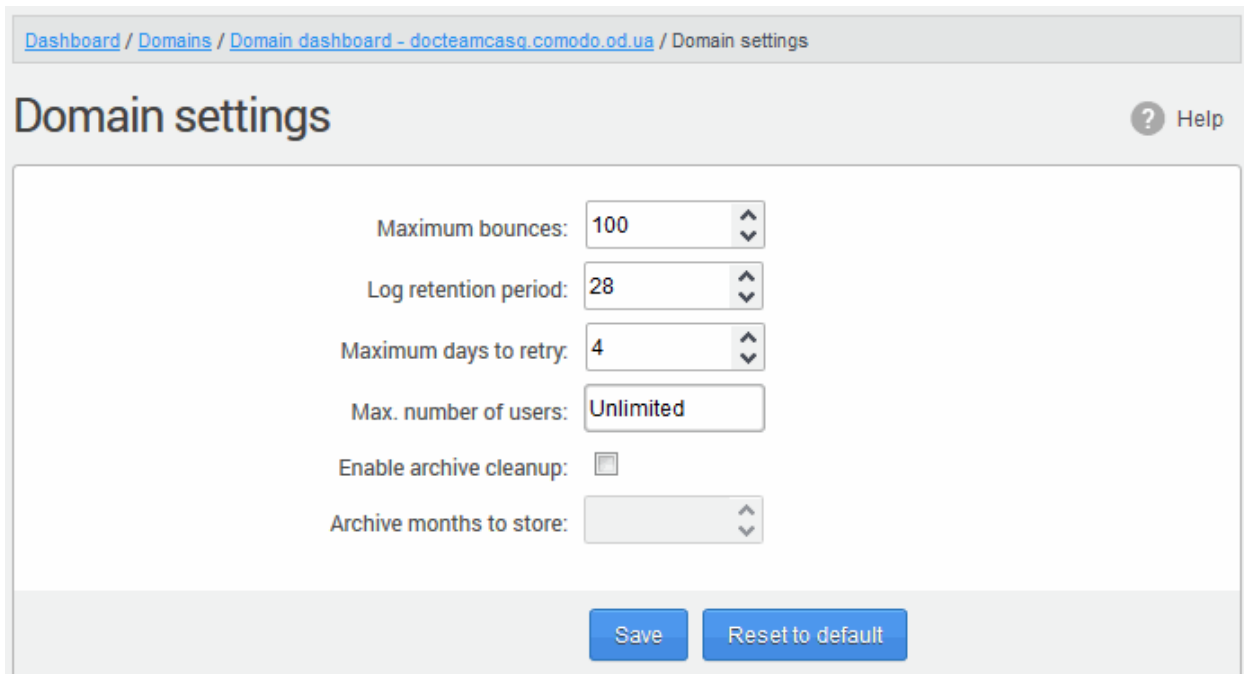 Dashboard / Domains / Domain dashboard - docteamcasg.comodo.od.ua / Domain settings
Domain settings
? Help
Maximum bounces: 100
Log retention period: 28
Maximum days to retry: 4
Max. number of users: Unlimited
Enable archive cleanup:
Archive months to store:
Save Reset to default